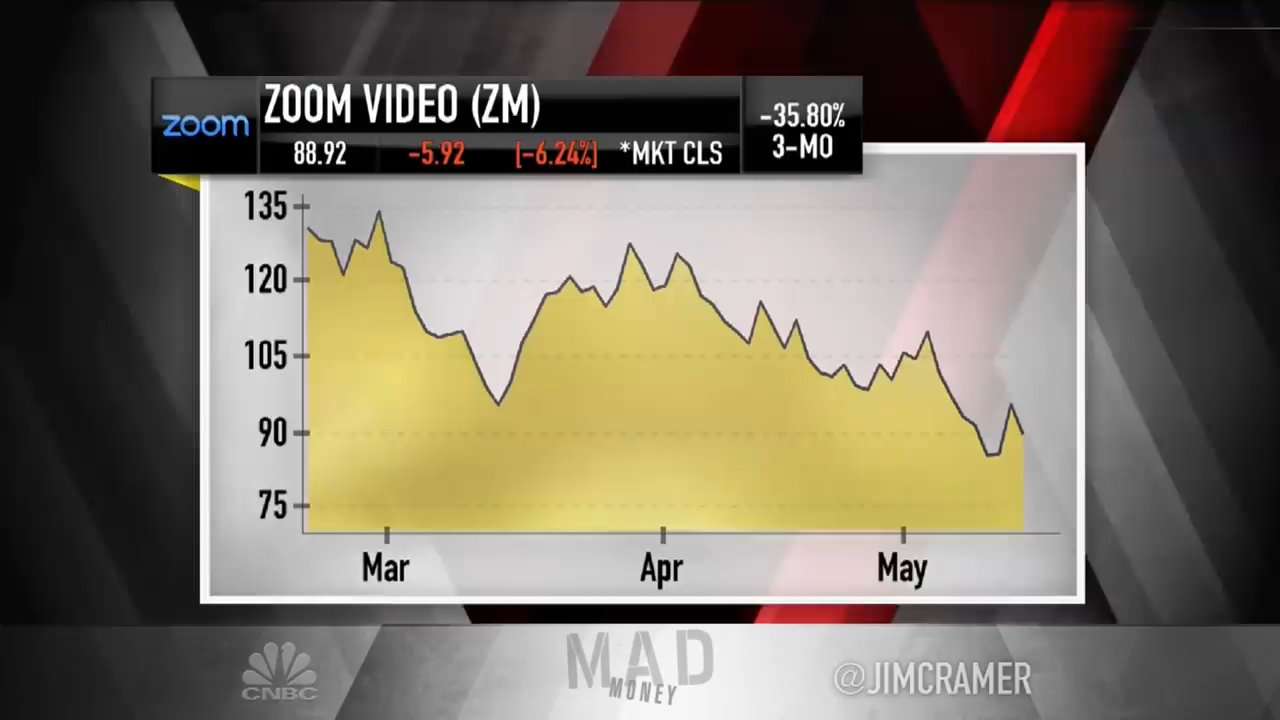 zoom
ZOOM VIDEO (ZM)
88.92 -5.92 [-6.24%] *MKT CLS
-35.80%
3-MO
135
120
105
90
75
Mar Apr May
CNBC
MAD
MONEY
@JIMCRAMER